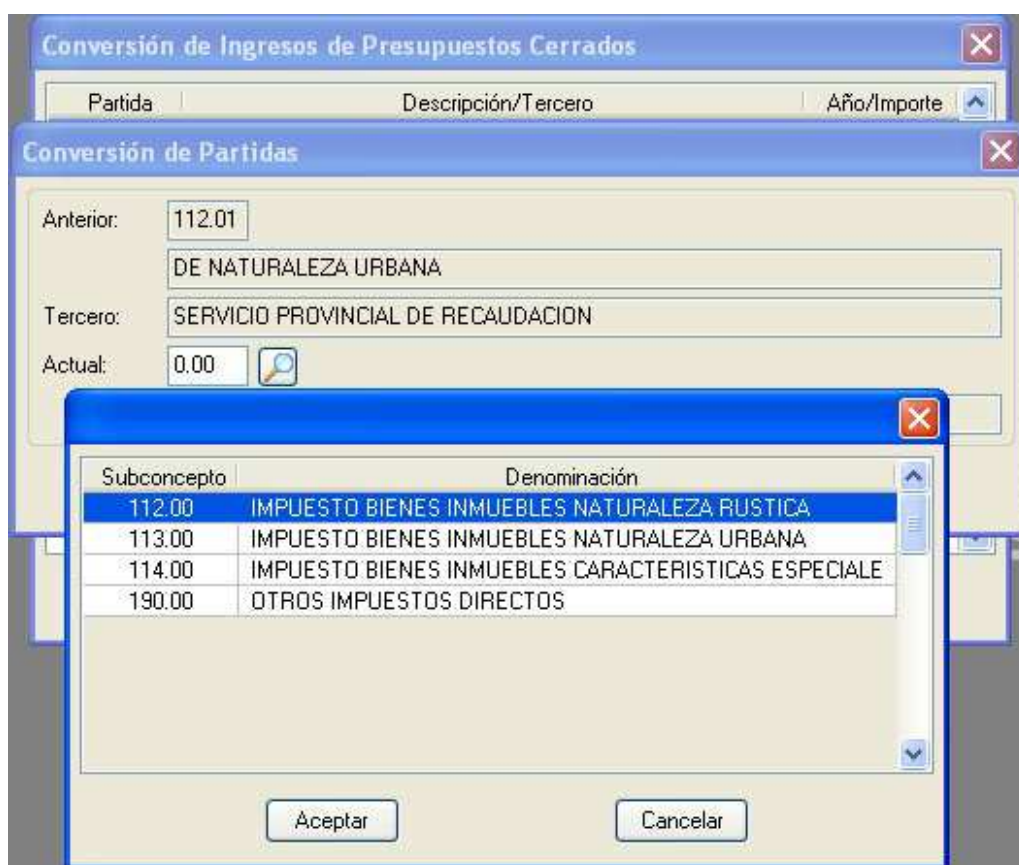 Conversión de Ingresos de Presupuestos Cerrados
Partida Descripción/Tercero Año/Importe
Conversión de Partidas
Anterior: 112.01
DE NATURALEZA URBANA
Tercero: SERVICIO PROVINCIAL DE RECAUDACION
Actual: 0.00
Subconcepto Denominación
112.00 IMPUESTO BIENES INMUEBLES NATURALEZA RUSTICA
113.00 IMPUESTO BIENES INMUEBLES NATURALEZA URBANA
114.00 IMPUESTO BIENES INMUEBLES CARACTERISTICAS ESPECIALE
190.00 OTROS IMPUESTOS DIRECTOS
Aceptar Cancelar